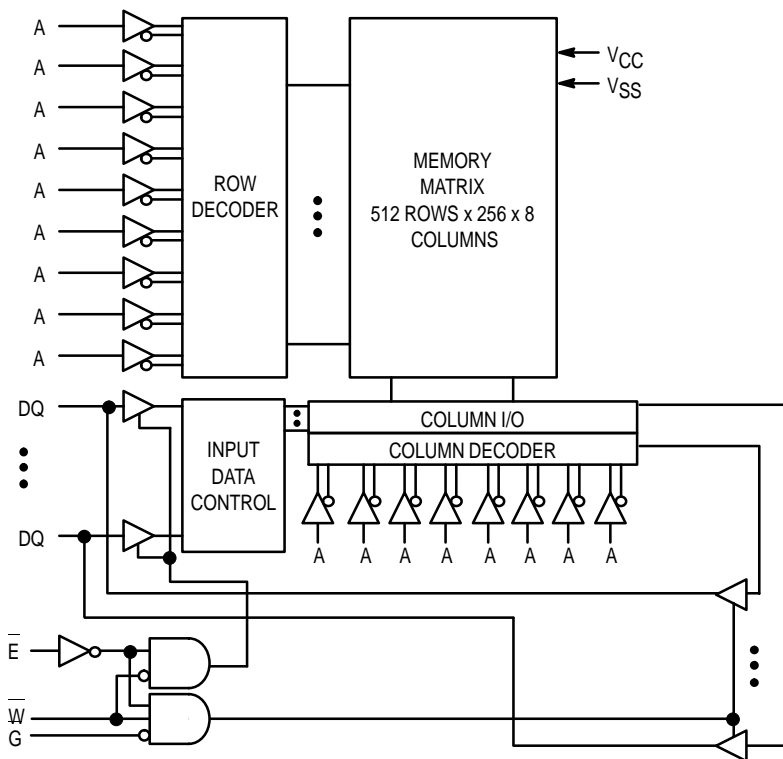 A
A
A
A
A
A
A
A
A
ROW
DECODER
MEMORY
MATRIX
512 ROWS x 256 x 8
COLUMNS
VCC
VSS
DQ
DQ
INPUT
DATA
CONTROL
COLUMN I/O
COLUMN DECODER
A A A A A A A A
E
W
G